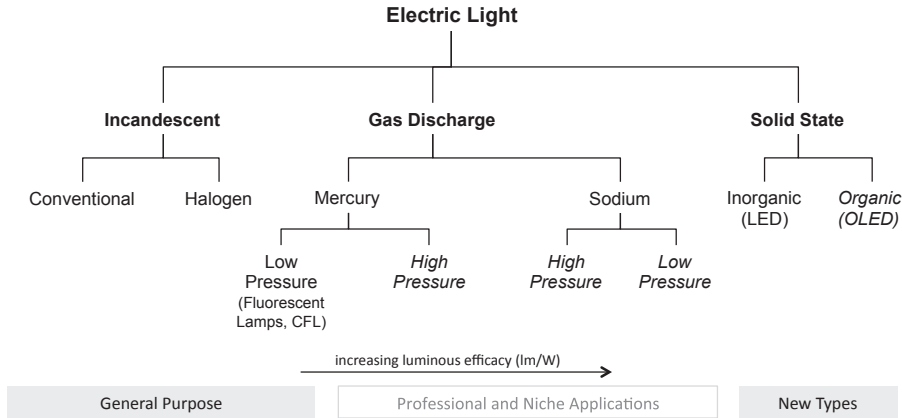 Electric Light
Incandescent
Gas Discharge
Solid State
Conventional
Halogen
Mercury
Sodium
Inorganic
(LED)
Organic
(OLED)
Low
Pressure
(Fluorescent
Lamps, CFL)
High
Pressure
High
Pressure
Low
Pressure
increasing luminous efficacy (lm/W)
General Purpose
Professional and Niche Applications
New Types